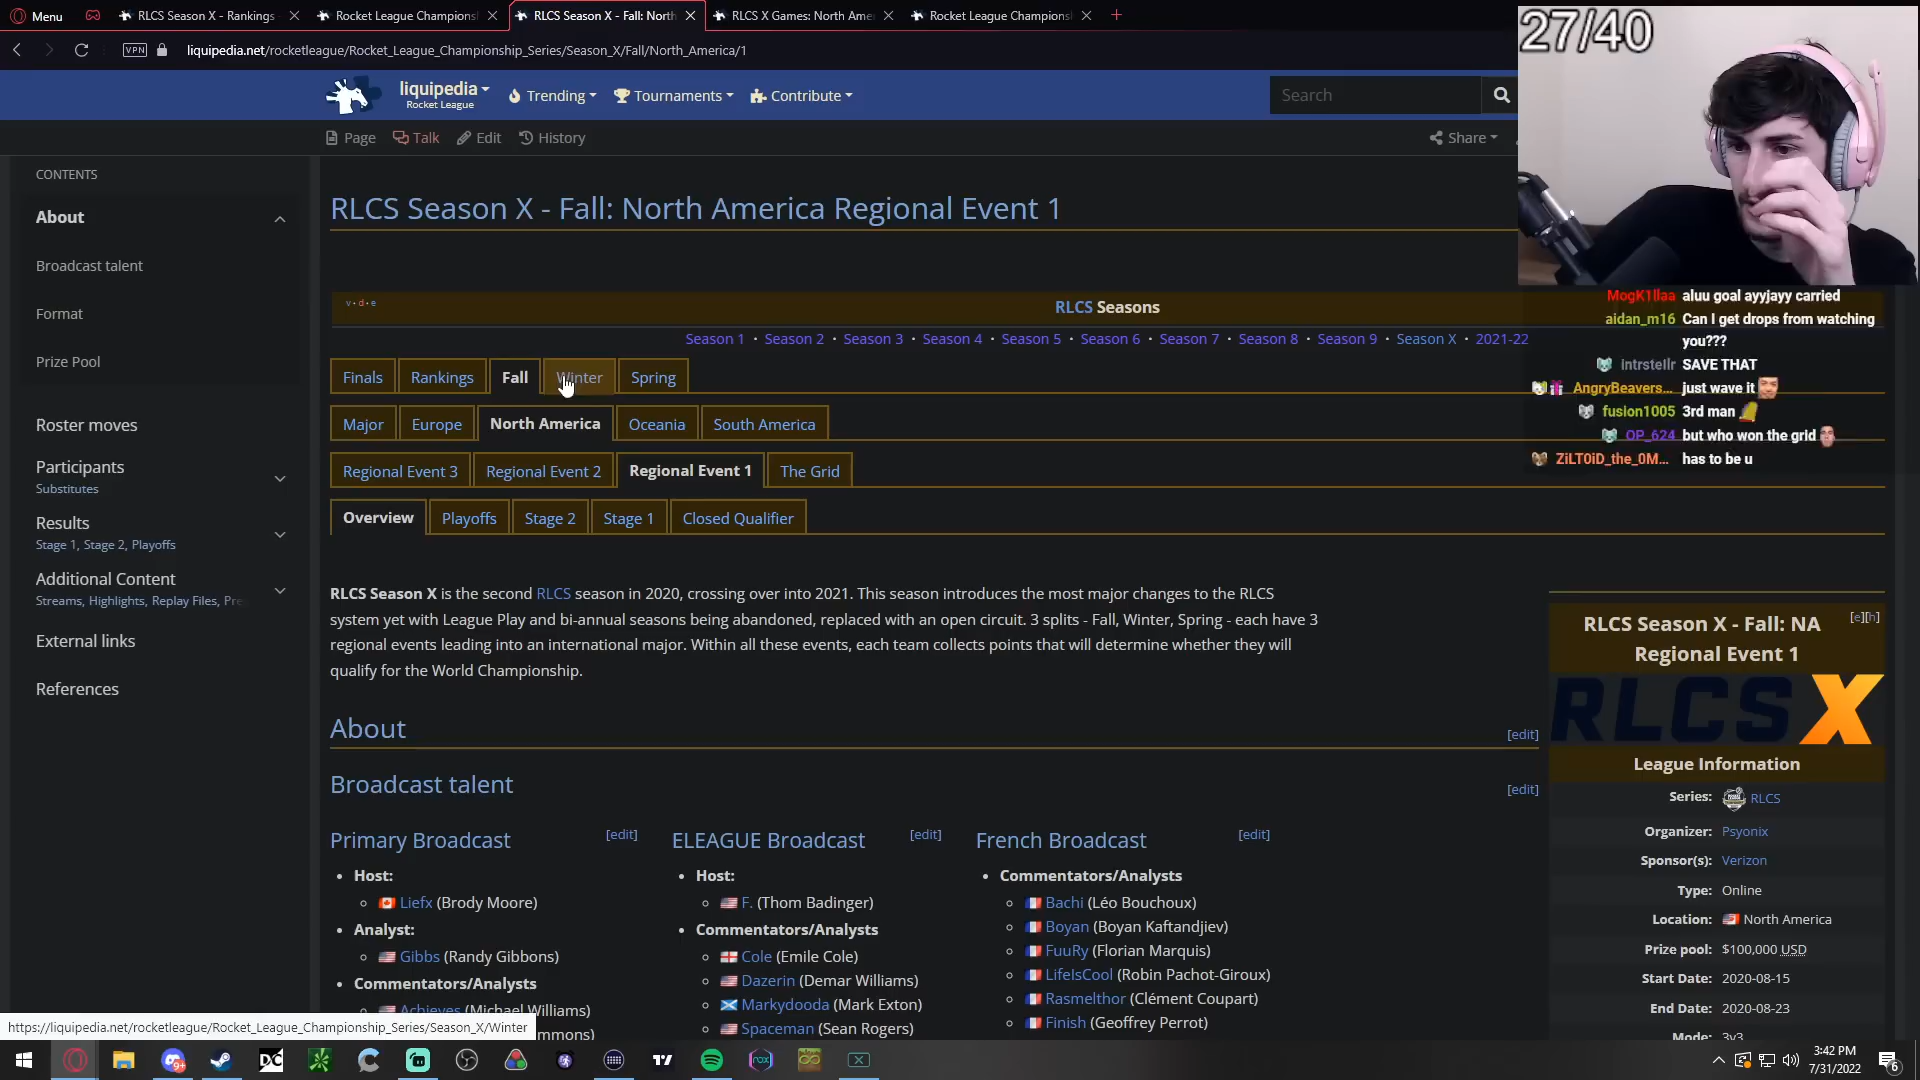 Menu
RLCS Season X - Rankings
Rocket League Champions
RLCS Season X - Fall: North
RLCS X Games: North Ame
Rocket League Champions
VPN
liquipedia.net/rocketleague/Rocket_League_Championship_Series/Season_X/Fall/North_America/1
27/40
liquipedia
Rocket League
Trending
Tournaments
Contribute
Search
Page
Talk
Edit
History
Share
CONTENTS
About
Broadcast talent
Format
Prize Pool
Roster moves
Participants
Substitutes
Results
Stage 1, Stage 2, Playoffs
Additional Content
Streams, Highlights, Replay Files, Pre
External links
References
RLCS Season X - Fall: North America Regional Event 1
v · d · e
RLCS Seasons
Season 1 · Season 2 · Season 3 · Season 4 · Season 5 · Season 6 · Season 7 · Season 8 · Season 9 · Season X · 2021-22
Finals
Rankings
Fall
Winter
Spring
Major
Europe
North America
Oceania
South America
Regional Event 3
Regional Event 2
Regional Event 1
The Grid
Overview
Playoffs
Stage 2
Stage 1
Closed Qualifier
MogK1llaa aluu goal ayyjayy carried
aidan_m16 Can I get drops from watching
you???
intrstellr SAVE THAT
AngryBeavers... just wave it
fusion1005 3rd man
OP_624 but who won the grid
ZiLT0iD_the_0M... has to be u
RLCS Season X is the second RLCS season in 2020, crossing over into 2021. This season introduces the most major changes to the RLCS
system yet with League Play and bi-annual seasons being abandoned, replaced with an open circuit. 3 splits - Fall, Winter, Spring - each have 3
regional events leading into an international major. Within all these events, each team collects points that will determine whether they will
qualify for the World Championship.
About
[edit]
Broadcast talent
[edit]
Primary Broadcast
[edit]
• Host:
Liefx (Brody Moore)
• Analyst:
Gibbs (Randy Gibbons)
• Commentators/Analysts
Achieves (Michael Williams)
mmons)
ELEAGUE Broadcast
[edit]
• Host:
F. (Thom Badinger)
• Commentators/Analysts
Cole (Emile Cole)
Dazerin (Demar Williams)
Markydooda (Mark Exton)
Spaceman (Sean Rogers)
French Broadcast
[edit]
• Commentators/Analysts
Bachi (Léo Bouchoux)
Boyan (Boyan Kaftandjiev)
FuuRy (Florian Marquis)
LifeIsCool (Robin Pachot-Giroux)
Rasmelthor (Clément Coupart)
Finish (Geoffrey Perrot)
RLCS Season X - Fall: NA
Regional Event 1
[e][h]
RLCS X
League Information
Series: RLCS
Organizer: Psyonix
Sponsor(s): Verizon
Type: Online
Location: North America
Prize pool: $100,000 USD
Start Date: 2020-08-15
End Date: 2020-08-23
Mode: 3v3
https://liquipedia.net/rocketleague/Rocket_League_Championship_Series/Season_X/Winter
9+
DC
rox
3:42 PM
7/31/2022
6